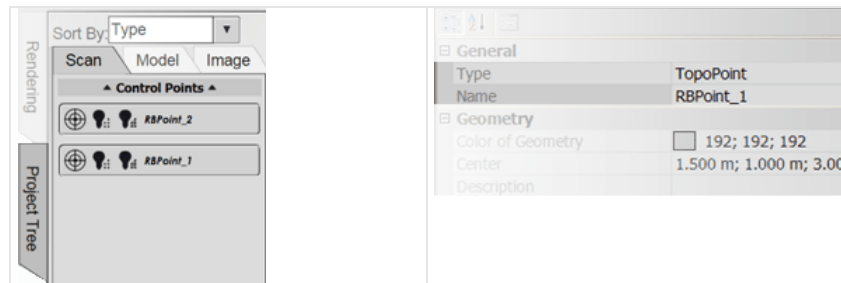 Sort By: Type
Rendering
Scan Model Image
Control Points
RBPoint_2
RBPoint_1
Project Tree
General
Type TopoPoint
Name RBPoint_1
Geometry
Color of Geometry 192; 192; 192
Center 1.500 m; 1.000 m; 3.00
Description